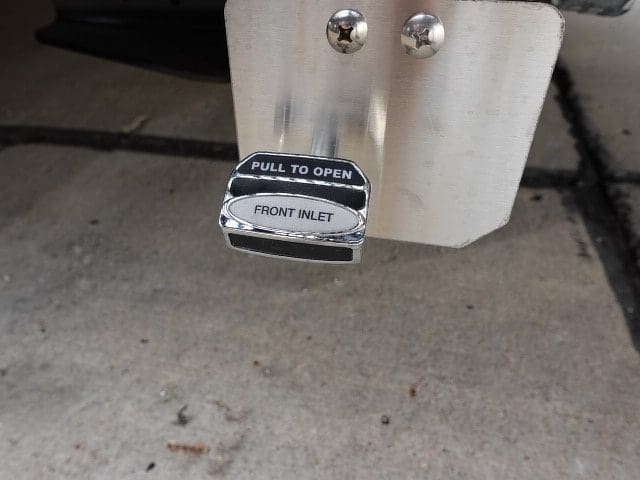 PULL TO OPEN
FRONT INLET